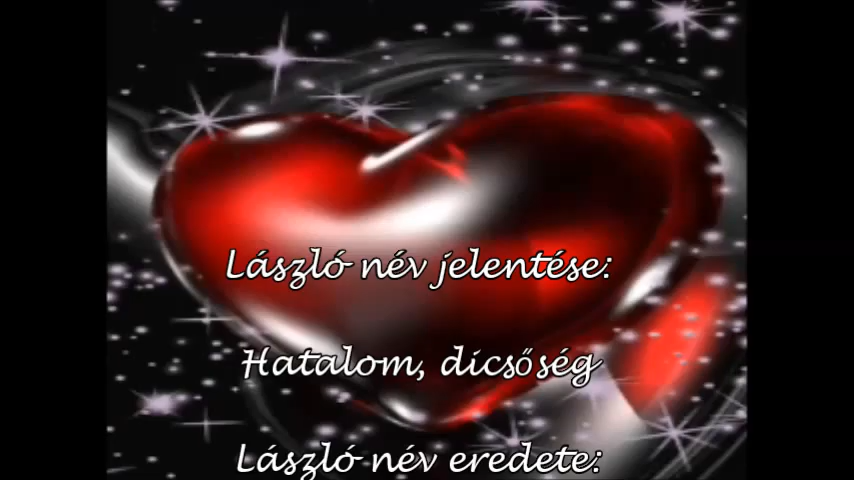 László név jelentése:
Hatalom, dicsőség
László név eredete: